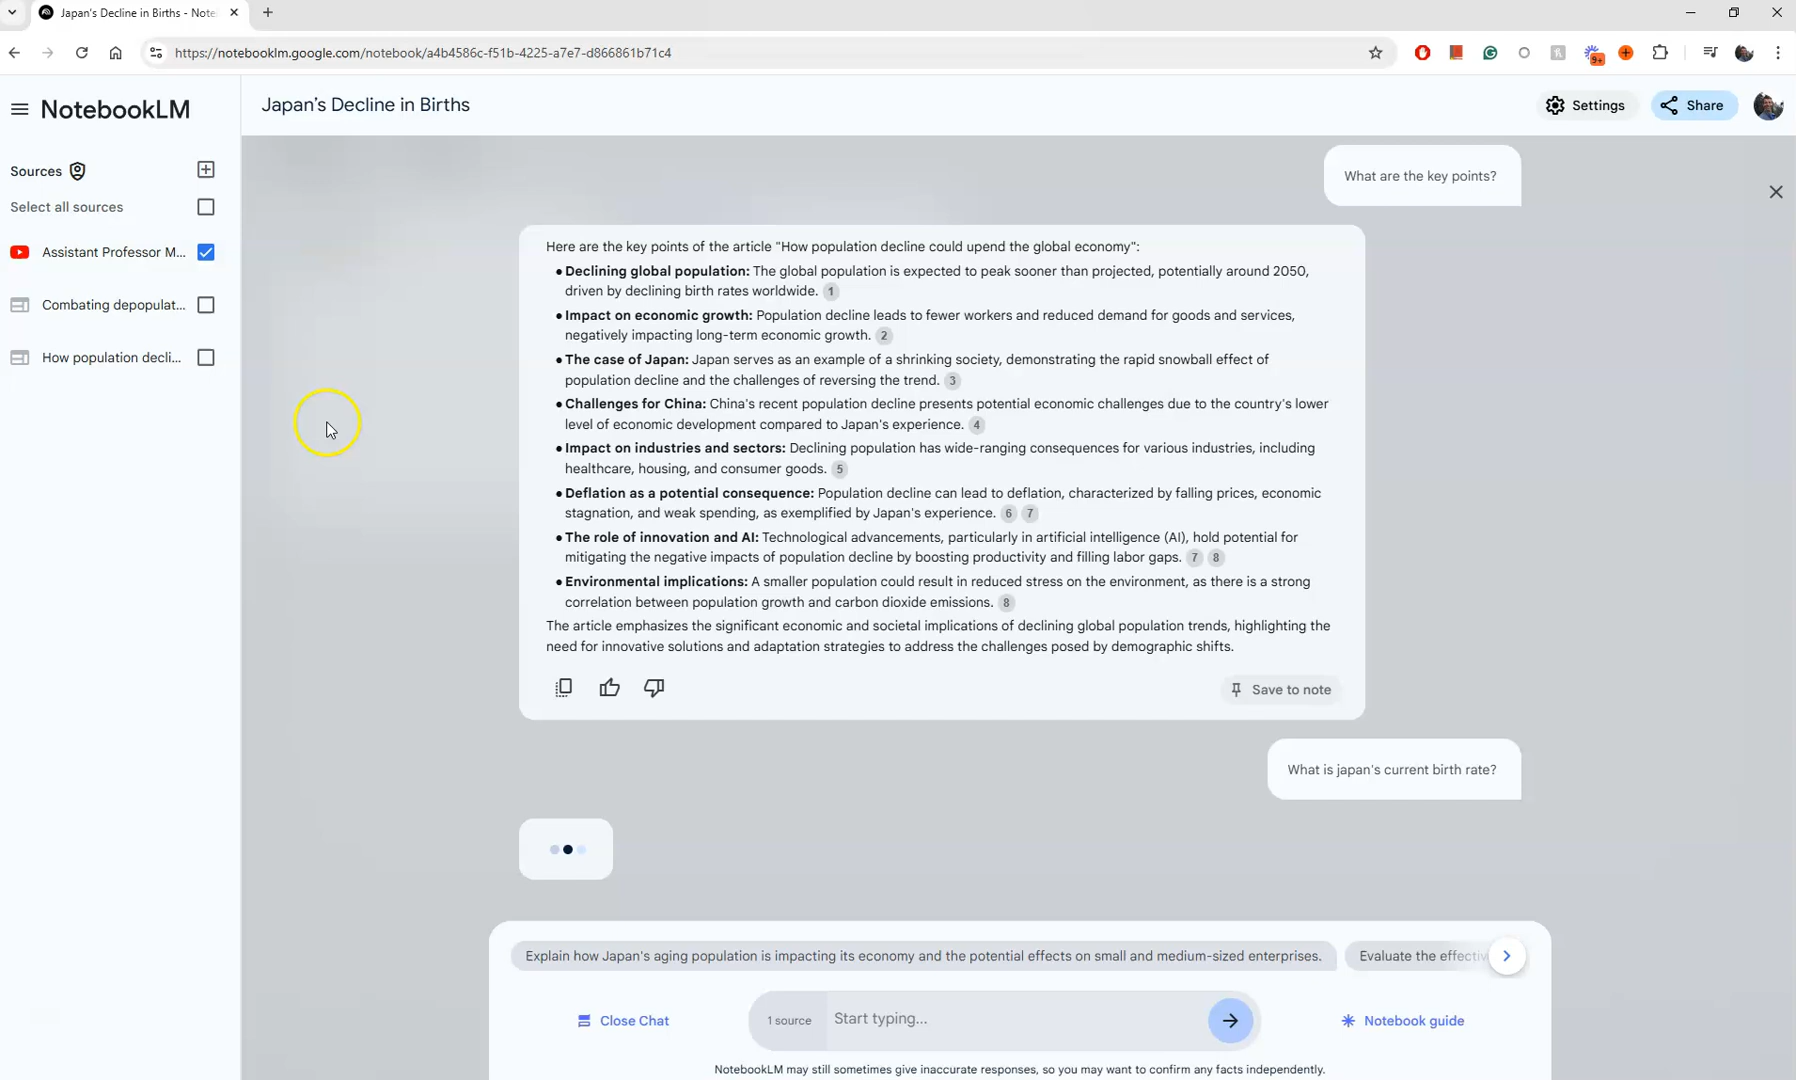 Japan's Decline in Births - Note
https://notebooklm.google.com/notebook/a4b4586c-f51b-4225-a7e7-d866861b71c4
9+
NotebookLM
Japan's Decline in Births
Settings
Share
Sources
Select all sources
Assistant Professor M...
Combating depopulat...
How population decli...
What are the key points?
Here are the key points of the article "How population decline could upend the global economy":
• Declining global population: The global population is expected to peak sooner than projected, potentially around 2050,
driven by declining birth rates worldwide. 1
• Impact on economic growth: Population decline leads to fewer workers and reduced demand for goods and services,
negatively impacting long-term economic growth. 2
• The case of Japan: Japan serves as an example of a shrinking society, demonstrating the rapid snowball effect of
population decline and the challenges of reversing the trend. 3
• Challenges for China: China's recent population decline presents potential economic challenges due to the country's lower
level of economic development compared to Japan's experience. 4
• Impact on industries and sectors: Declining population has wide-ranging consequences for various industries, including
healthcare, housing, and consumer goods. 5
• Deflation as a potential consequence: Population decline can lead to deflation, characterized by falling prices, economic
stagnation, and weak spending, as exemplified by Japan's experience. 6 7
• The role of innovation and AI: Technological advancements, particularly in artificial intelligence (AI), hold potential for
mitigating the negative impacts of population decline by boosting productivity and filling labor gaps. 7 8
• Environmental implications: A smaller population could result in reduced stress on the environment, as there is a strong
correlation between population growth and carbon dioxide emissions. 8
The article emphasizes the significant economic and societal implications of declining global population trends, highlighting the
need for innovative solutions and adaptation strategies to address the challenges posed by demographic shifts.
Save to note
What is japan's current birth rate?
Explain how Japan's aging population is impacting its economy and the potential effects on small and medium-sized enterprises.
Evaluate the effecti
Close Chat
1 source
Start typing...
Notebook guide
NotebookLM may still sometimes give inaccurate responses, so you may want to confirm any facts independently.